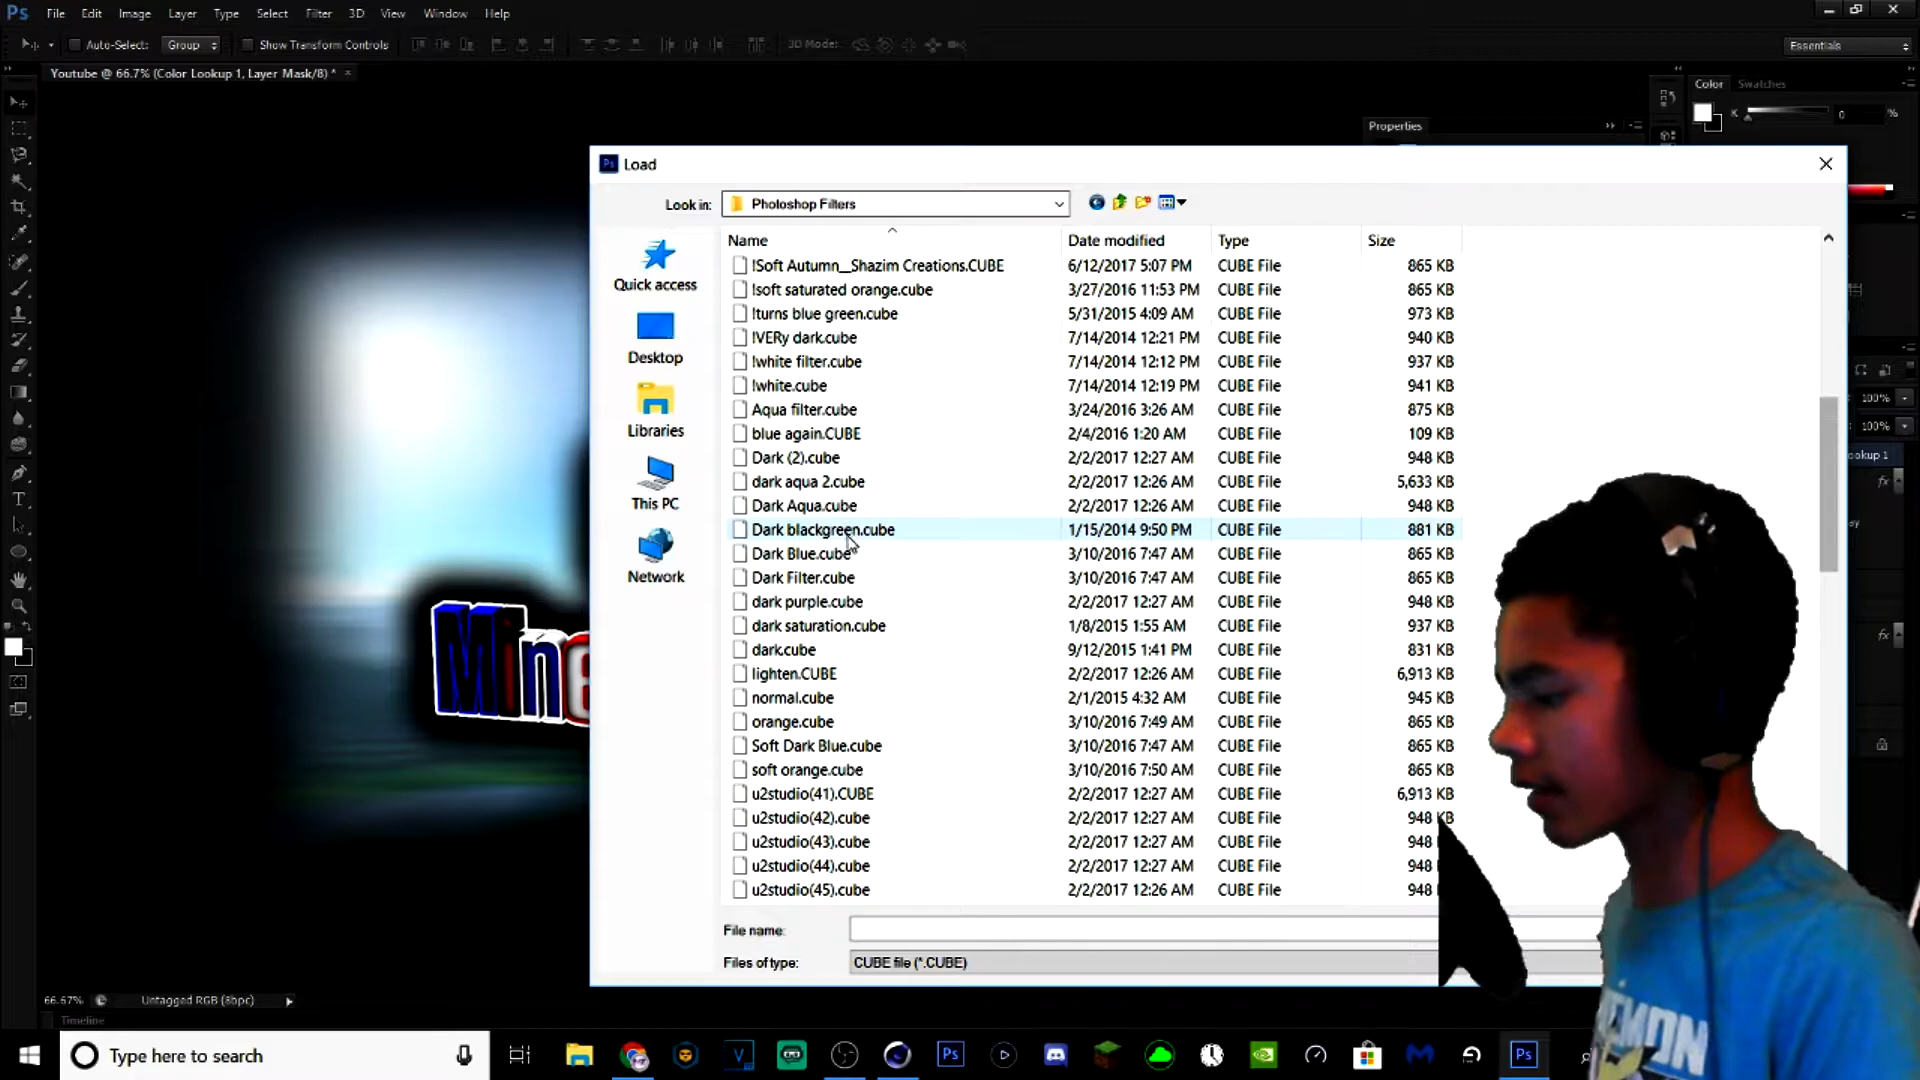 Ps File Edit Image Layer Type Select Filter 3D View Window Help
Auto-Select: Group Show Transform Controls 3D Mode: Essentials
Youtube @ 66.7% (Color Lookup 1, Layer Mask/8) * ×
Color Swatches
K 0 %
Properties
Ps Load
Look in: Photoshop Filters
Name Date modified Type Size
!Soft Autumn__Shazim Creations.CUBE 6/12/2017 5:07 PM CUBE File 865 KB
!soft saturated orange.cube 3/27/2016 11:53 PM CUBE File 865 KB
!turns blue green.cube 5/31/2015 4:09 AM CUBE File 973 KB
!VERy dark.cube 7/14/2014 12:21 PM CUBE File 940 KB
!white filter.cube 7/14/2014 12:12 PM CUBE File 937 KB
!white.cube 7/14/2014 12:19 PM CUBE File 941 KB
Aqua filter.cube 3/24/2016 3:26 AM CUBE File 875 KB
blue again.CUBE 2/4/2016 1:20 AM CUBE File 109 KB
Dark (2).cube 2/2/2017 12:27 AM CUBE File 948 KB
dark aqua 2.cube 2/2/2017 12:26 AM CUBE File 5,633 KB
Dark Aqua.cube 2/2/2017 12:26 AM CUBE File 948 KB
Dark blackgreen.cube 1/15/2014 9:50 PM CUBE File 881 KB
Dark Blue.cube 3/10/2016 7:47 AM CUBE File 865 KB
Dark Filter.cube 3/10/2016 7:47 AM CUBE File 865 KB
dark purple.cube 2/2/2017 12:27 AM CUBE File 948 KB
dark saturation.cube 1/8/2015 1:55 AM CUBE File 937 KB
dark.cube 9/12/2015 1:41 PM CUBE File 831 KB
lighten.CUBE 2/2/2017 12:26 AM CUBE File 6,913 KB
normal.cube 2/1/2015 4:32 AM CUBE File 945 KB
orange.cube 3/10/2016 7:49 AM CUBE File 865 KB
Soft Dark Blue.cube 3/10/2016 7:47 AM CUBE File 865 KB
soft orange.cube 3/10/2016 7:50 AM CUBE File 865 KB
u2studio(41).CUBE 2/2/2017 12:27 AM CUBE File 6,913 KB
u2studio(42).cube 2/2/2017 12:27 AM CUBE File 948 KB
u2studio(43).cube 2/2/2017 12:27 AM CUBE File 948
u2studio(44).cube 2/2/2017 12:27 AM CUBE File 948
u2studio(45).cube 2/2/2017 12:26 AM CUBE File 948
Quick access
Desktop
Libraries
This PC
Network
File name:
Files of type: CUBE file (*.CUBE)
100%
100%
ookup 1
fx
fx
Mine
66.67% Untagged RGB (8bpc)
Timeline
Type here to search
Ps
Ps